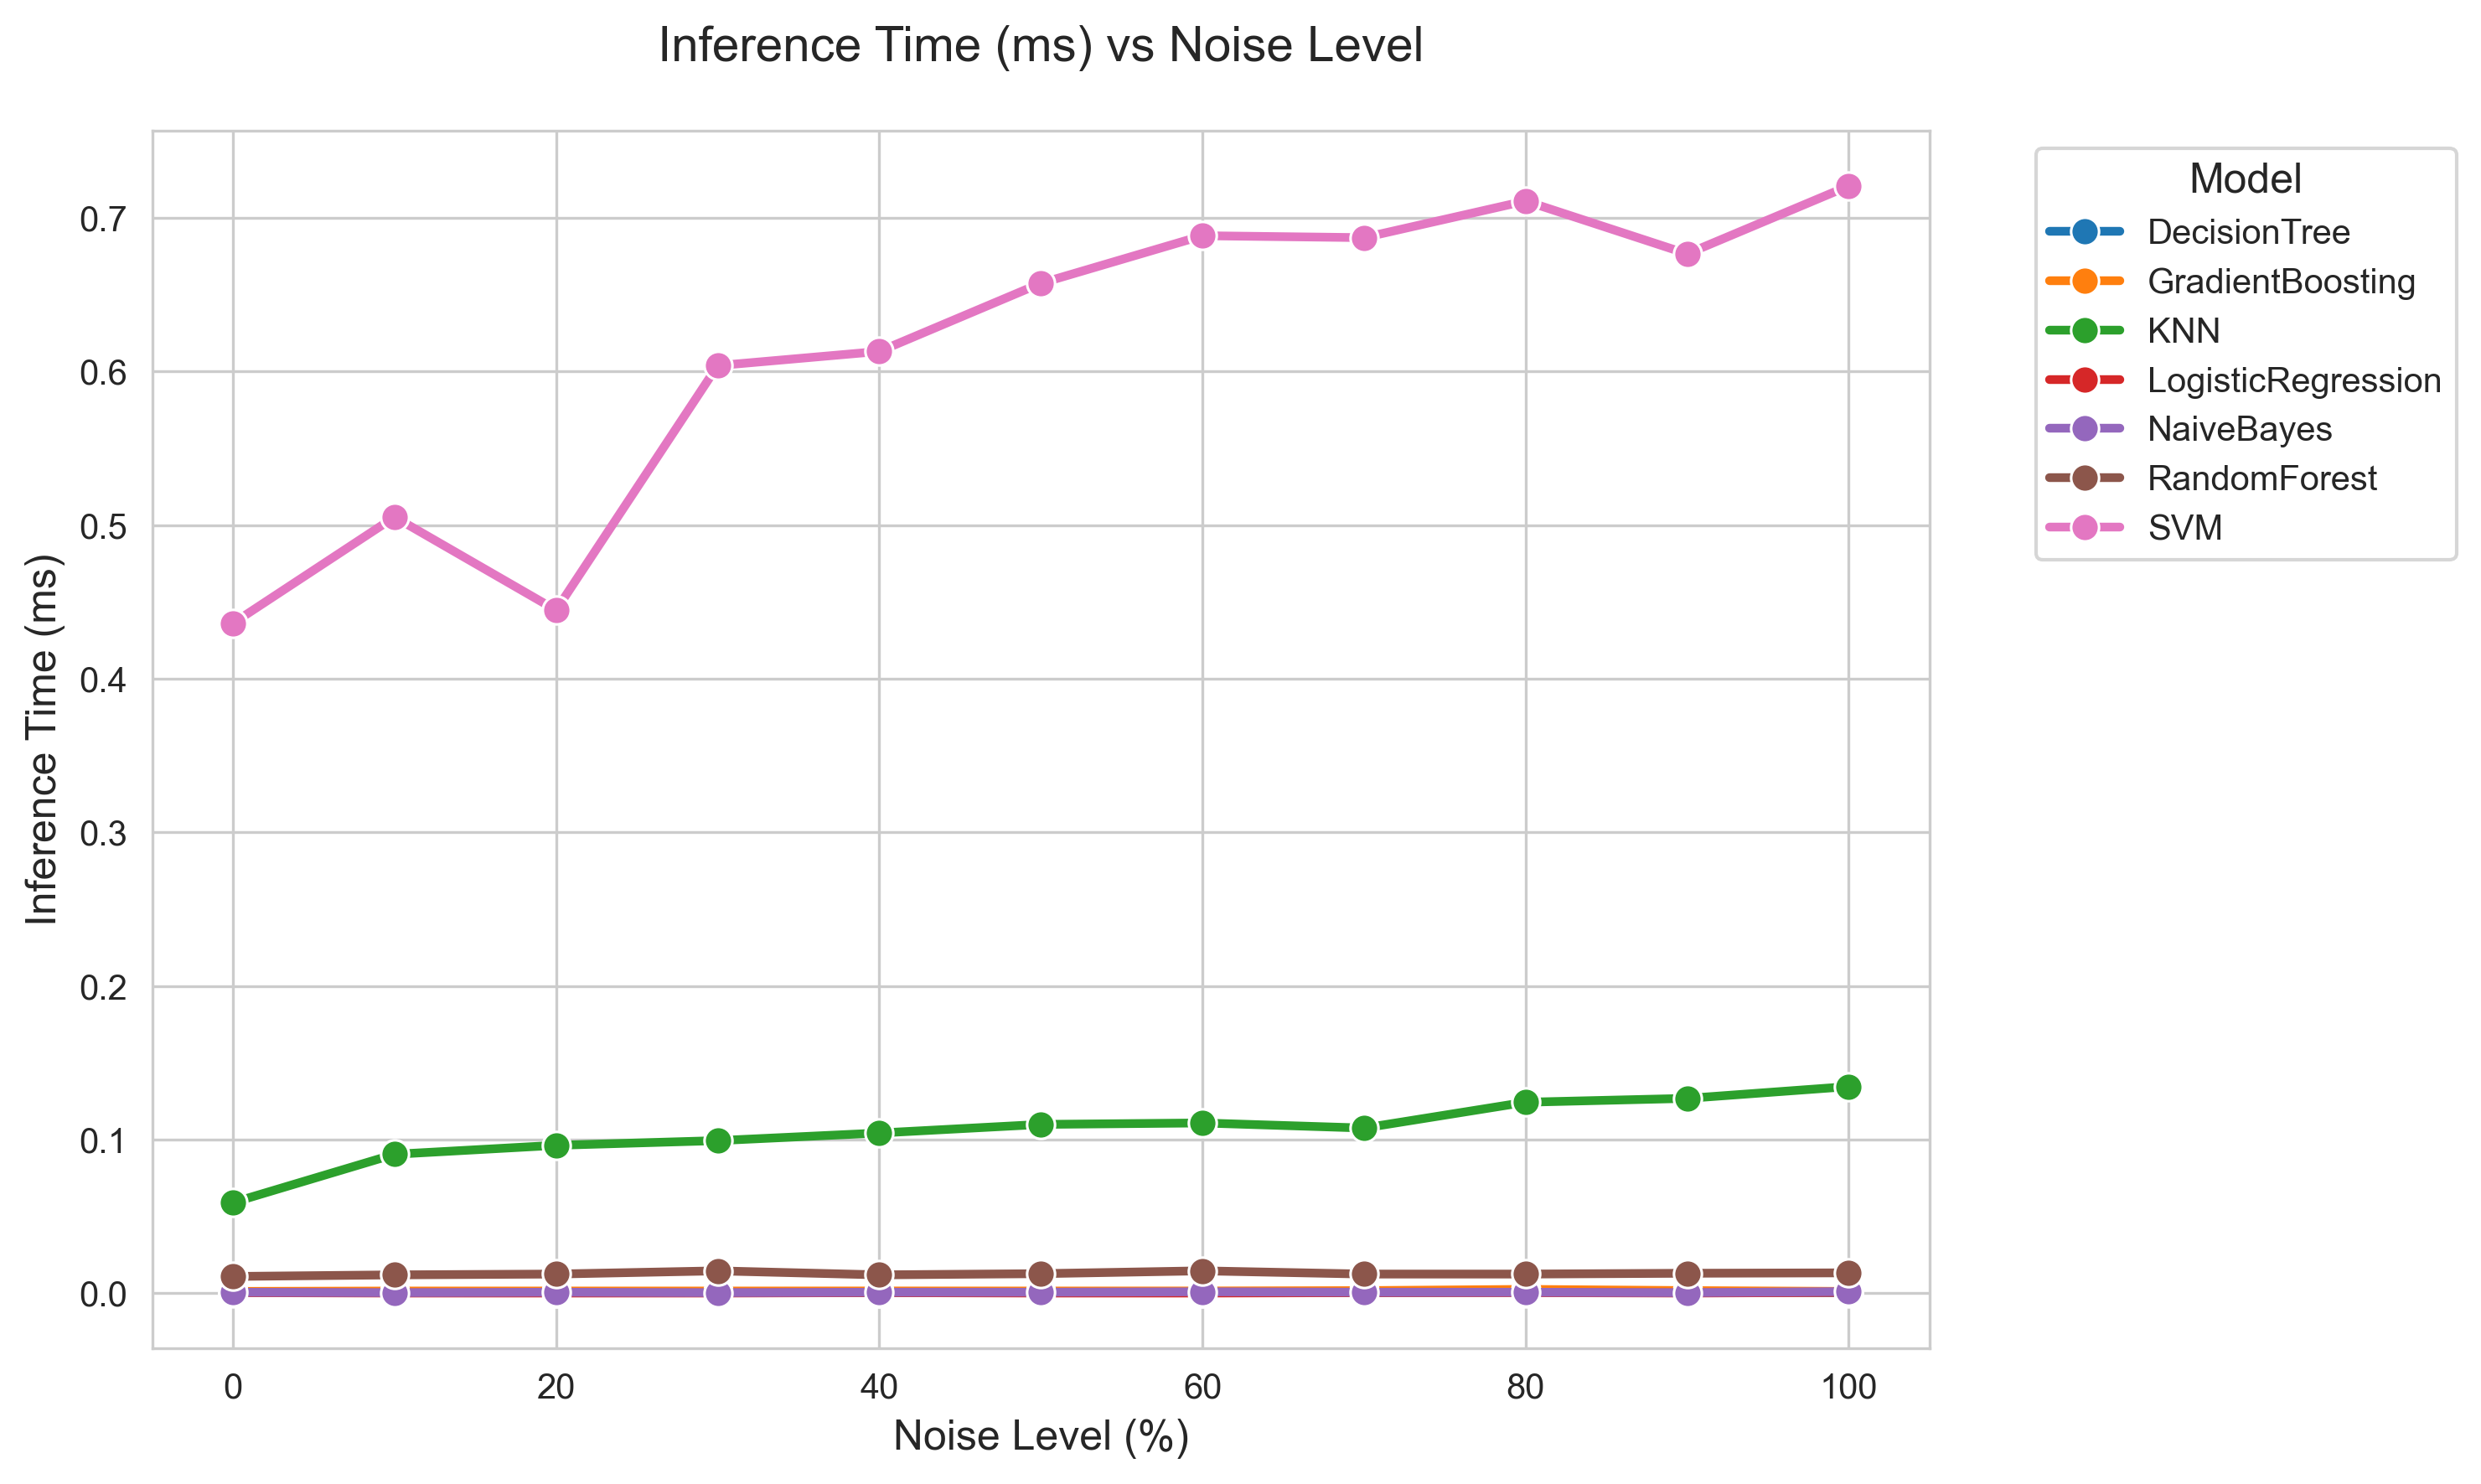 Inference Time (ms) vs Noise Level
Model
DecisionTree
GradientBoosting
KNN
LogisticRegression
NaiveBayes
RandomForest
SVM
Inference Time (ms)
0.7
0.6
0.5
0.4
0.3
0.2
0.1
0.0
0 20 40 60 80 100
Noise Level (%)